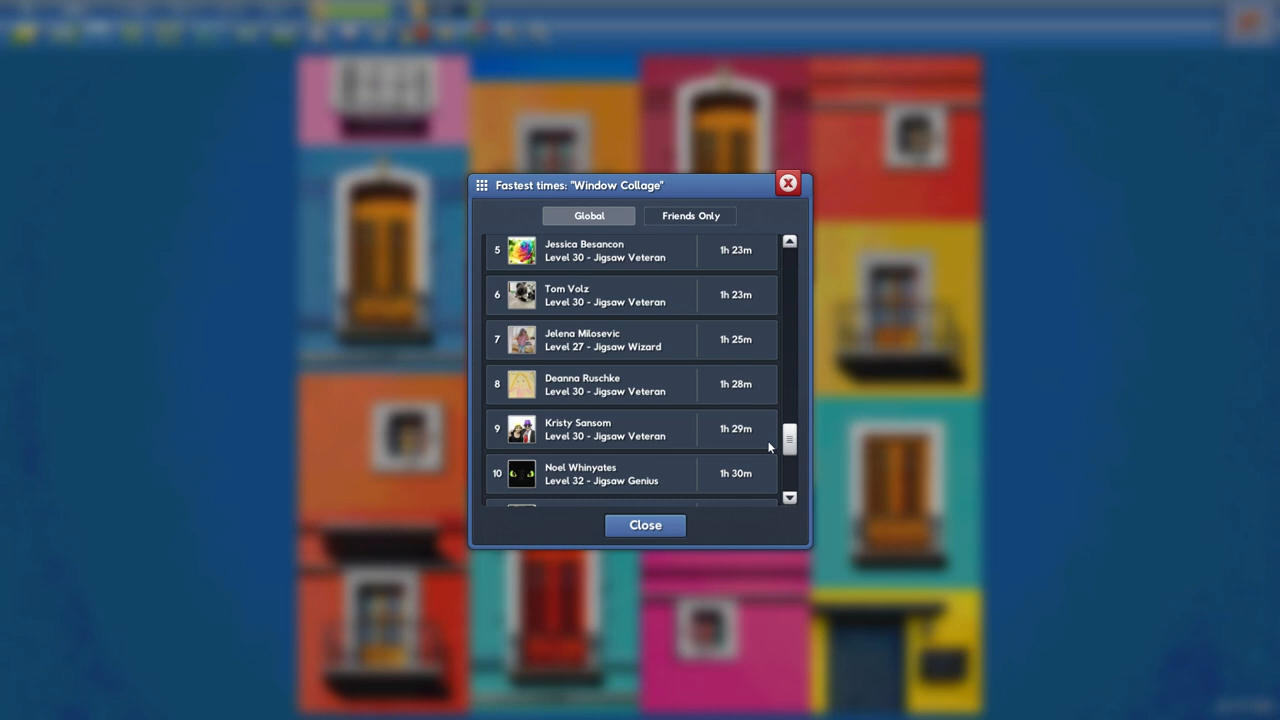 Fastest times: "Window Collage"
Global
Friends Only
5
Jessica Besancon
Level 30 - Jigsaw Veteran
1h 23m
6
Tom Volz
Level 30 - Jigsaw Veteran
1h 23m
7
Jelena Milosevic
Level 27 - Jigsaw Wizard
1h 25m
8
Deanna Ruschke
Level 30 - Jigsaw Veteran
1h 28m
9
Kristy Sansom
Level 30 - Jigsaw Veteran
1h 29m
10
Noel Whinyates
Level 32 - Jigsaw Genius
1h 30m
Close